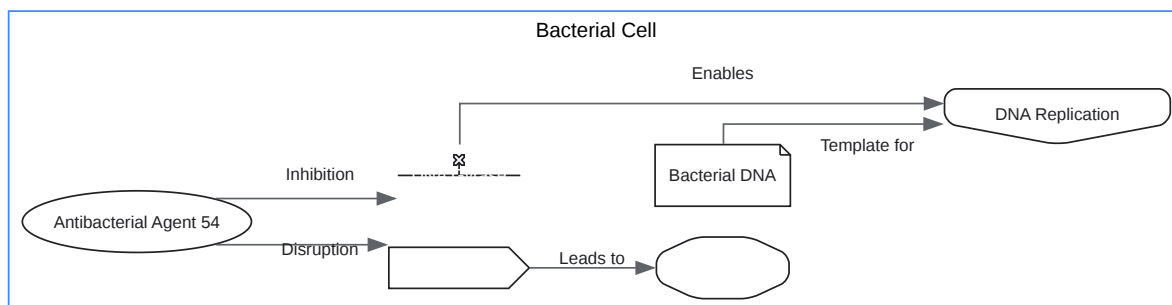 Bacterial Cell
Enables
DNA Replication
Template for
Inhibition
Bacterial DNA
Antibacterial Agent 54
Disruption
Leads to